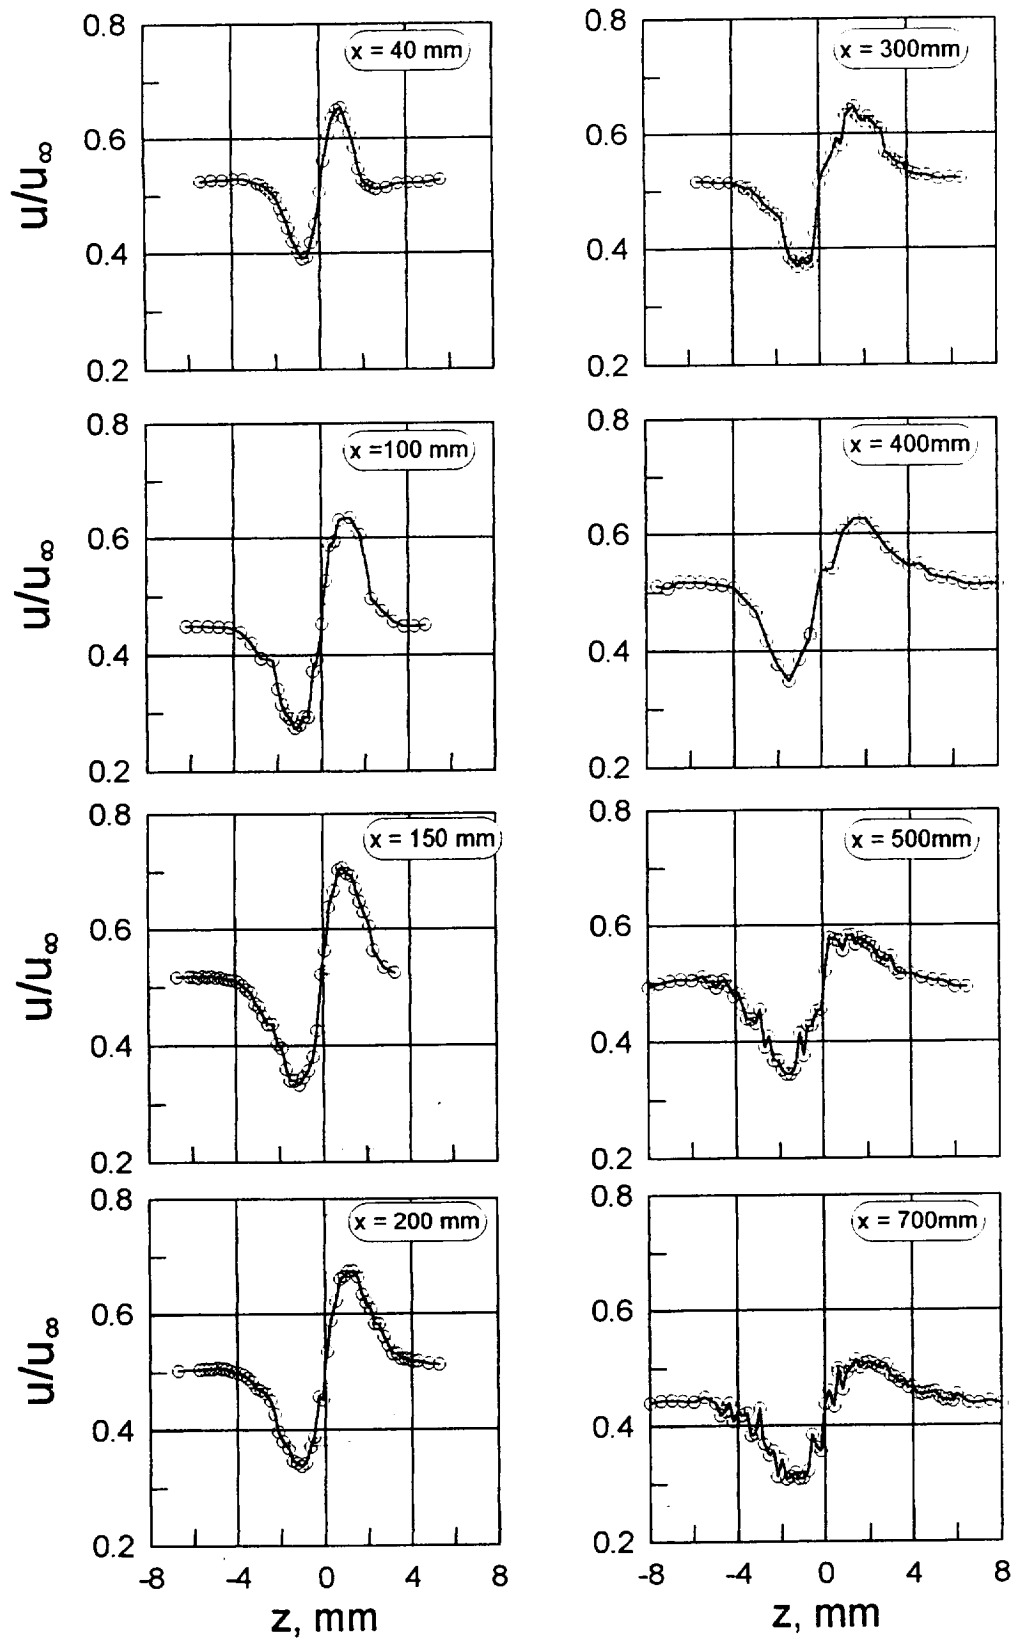 0.8
x = 40 mm
0.6
u/u∞
0.4
0.2
0.8
x =100 mm
0.6
u/u∞
0.4
0.2
0.8
x = 150 mm
0.6
u/u∞
0.4
0.2
0.8
x = 200 mm
0.6
u/u∞
0.4
0.2
-8 -4 0 4 8
z, mm
0.8
x = 300mm
0.6
0.4
0.2
0.8
x = 400mm
0.6
0.4
0.2
0.8
x = 500mm
0.6
0.4
0.2
0.8
x = 700mm
0.6
0.4
0.2
-8 -4 0 4 8
z, mm